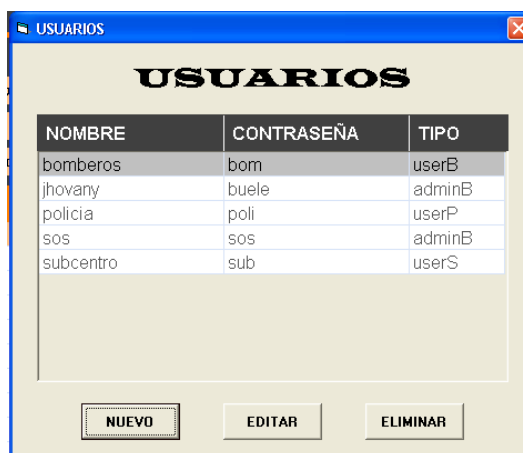 USUARIOS
USUARIOS
NOMBRE CONTRASEÑA TIPO
bomberos bom userB
jhovany buele adminB
policia poli userP
sos sos adminB
subcentro sub userS
NUEVO EDITAR ELIMINAR